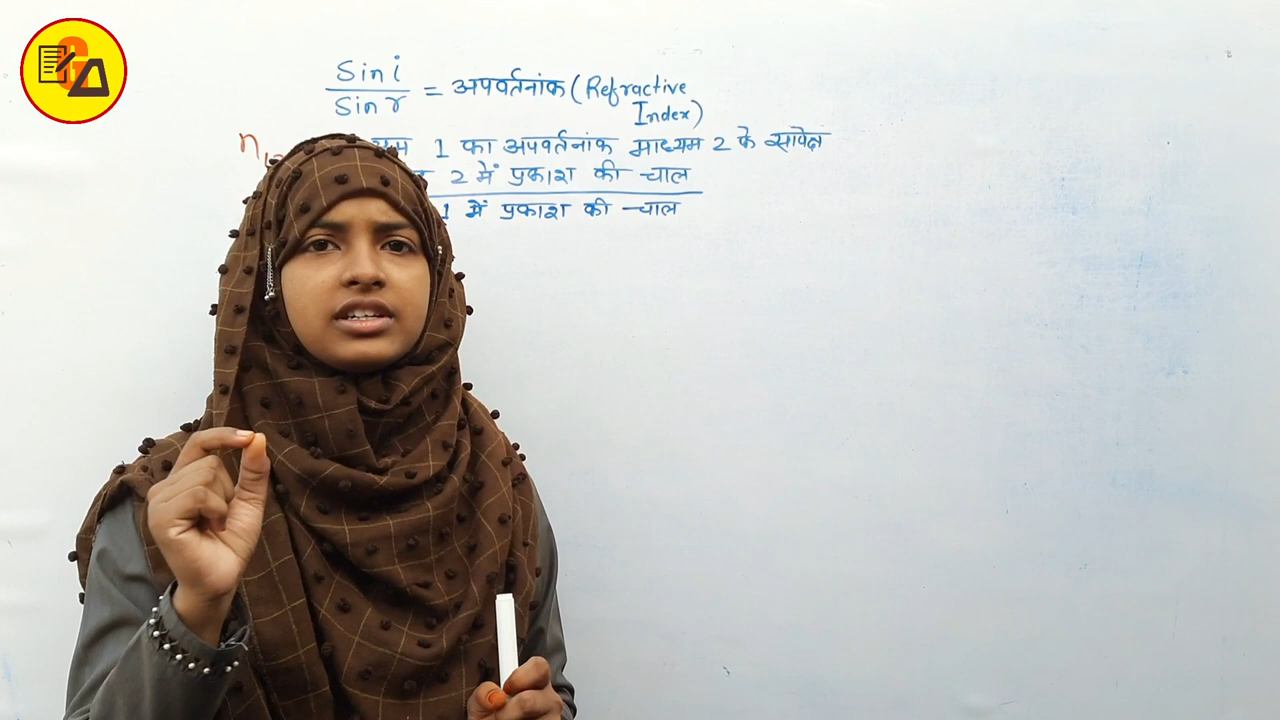 Sin i
Sin r = अपवर्तनांक (Refractive
Index)
1 का अपवर्तनांक माध्यम 2 के सापेक्ष
2 में प्रकाश की चाल
1 में प्रकाश की चाल